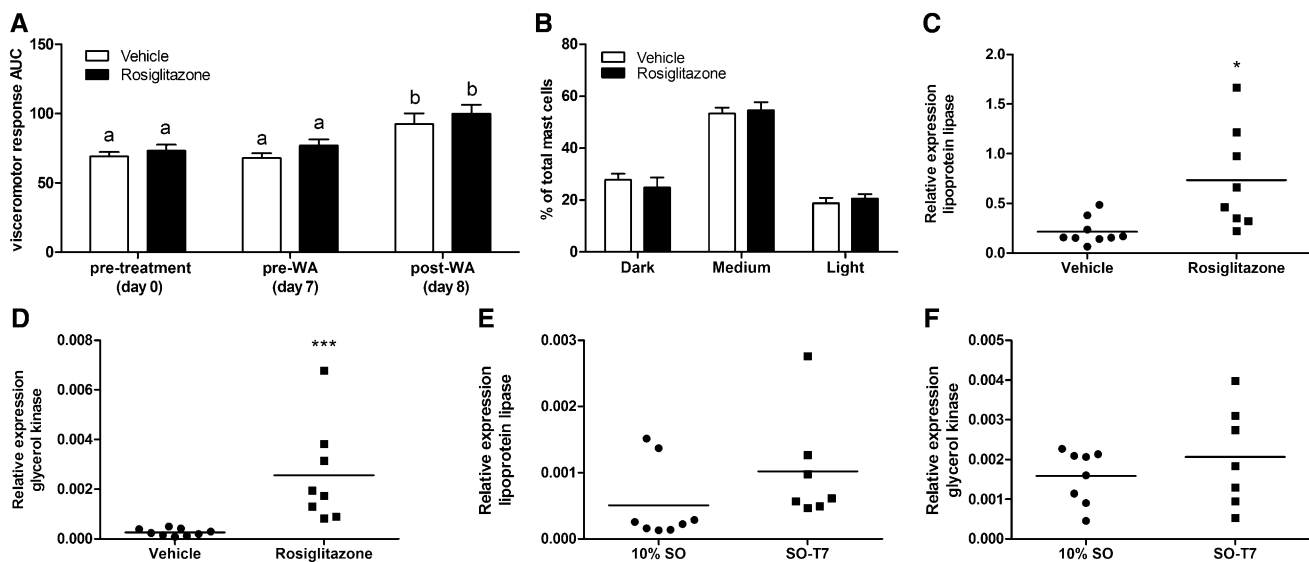 A
visceromotor response AUC
150
100
50
0
Vehicle
Rosiglitazone
a
a
a
a
b
b
pre-treatment
(day 0)
pre-WA
(day 7)
post-WA
(day 8)
B
% of total mast cells
80
60
40
20
0
Vehicle
Rosiglitazone
Dark
Medium
Light
C
Relative expression
lipoprotein lipase
2.0
1.5
1.0
0.5
0.0
*
Vehicle
Rosiglitazone
D
Relative expression
glycerol kinase
0.008
0.006
0.004
0.002
0.000
***
Vehicle
Rosiglitazone
E
Relative expression
lipoprotein lipase
0.003
0.002
0.001
0.000
10% SO
SO-T7
F
Relative expression
glycerol kinase
0.005
0.004
0.003
0.002
0.001
0.000
10% SO
SO-T7